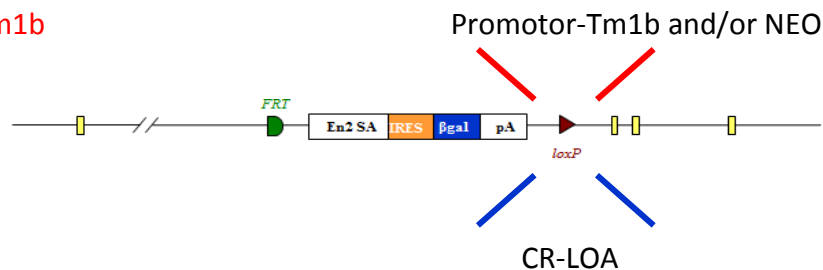 m1b
Promotor-Tm1b and/or NEO
FRT
En2 SA IRES βgal pA
loxP
CR-LOA